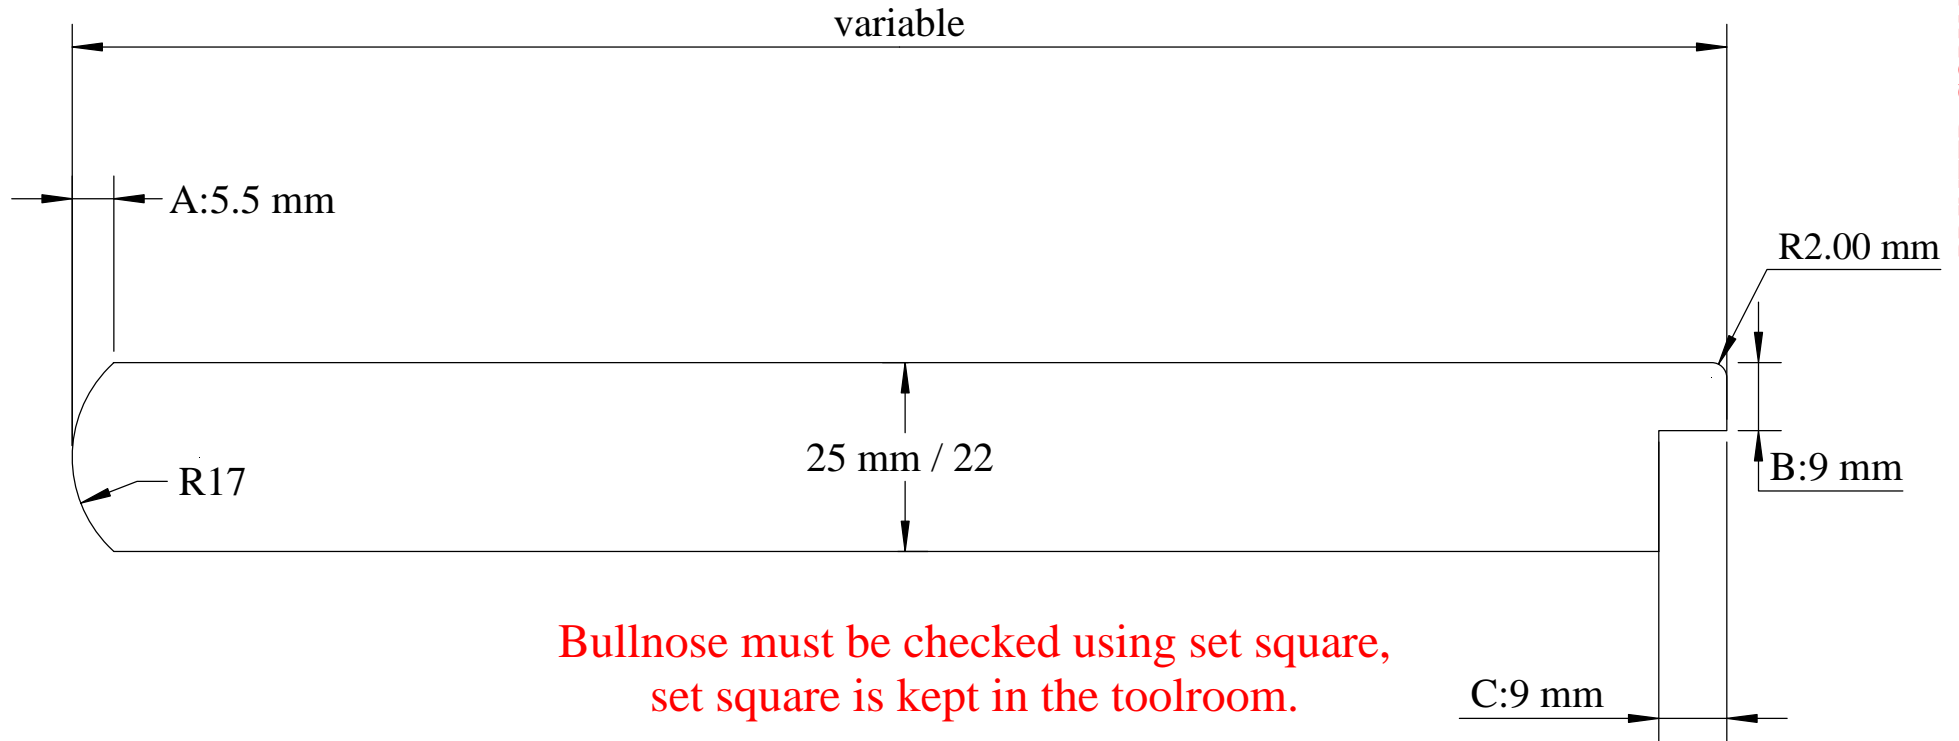 variable
A:5.5 mm
R2.00 mm
25 mm / 22
B:9 mm
R17
Bullnose must be checked using set square,
set square is kept in the toolroom.
C:9 mm